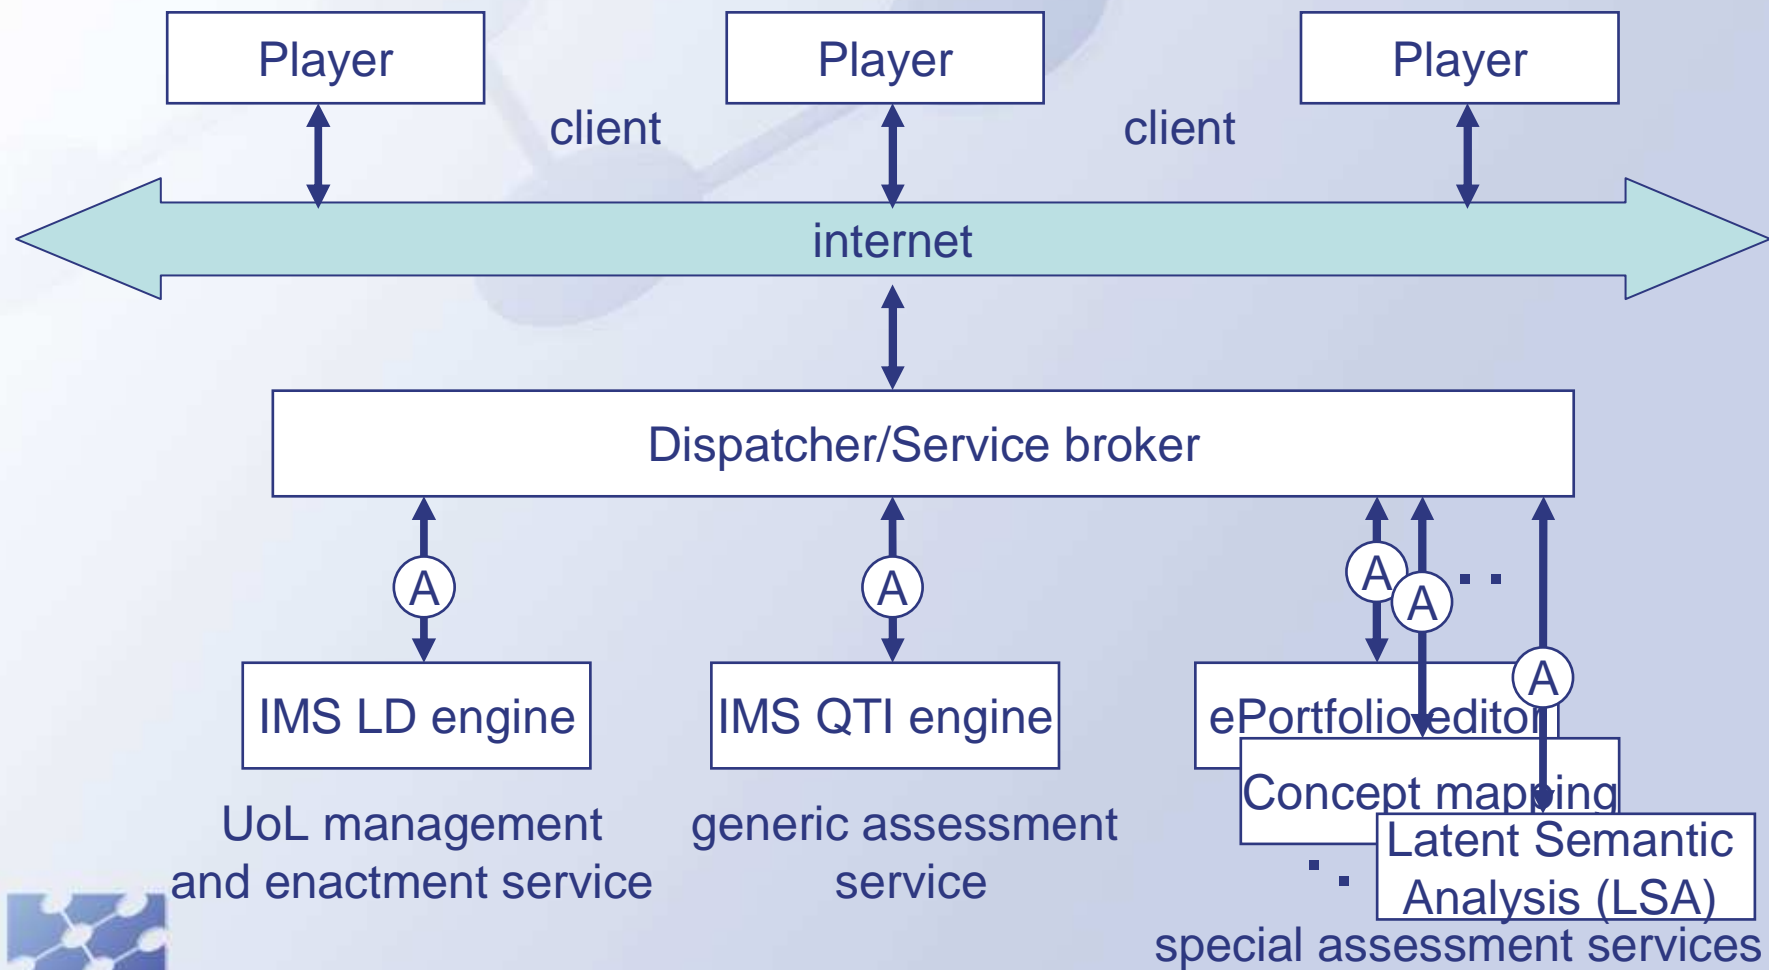 Player
Player
Player
client
client
internet
Dispatcher/Service broker
A
A
A
A
A
IMS LD engine
IMS QTI engine
ePortfolio editor
Concept mapping
Latent Semantic
Analysis (LSA)
UoL management
and enactment service
generic assessment
service
special assessment services